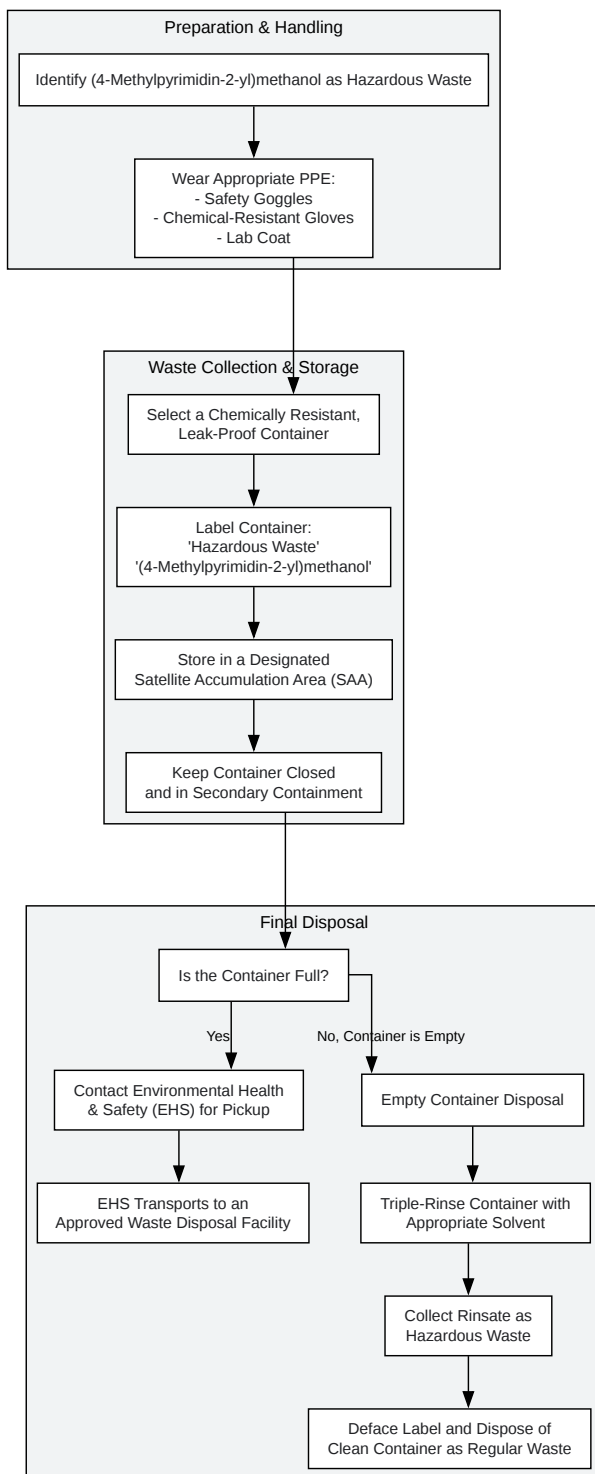 Preparation & Handling
Identify (4-Methylpyrimidin-2-yl)methanol as Hazardous Waste
Wear Appropriate PPE:
- Safety Goggles
- Chemical-Resistant Gloves
- Lab Coat
Waste Collection & Storage
Select a Chemically Resistant,
Leak-Proof Container
Label Container:
'Hazardous Waste'
'(4-Methylpyrimidin-2-yl)methanol'
Store in a Designated
Satellite Accumulation Area (SAA)
Keep Container Closed
and in Secondary Containment
Final Disposal
Is the Container Full?
Yes
No, Container is Empty
Contact Environmental Health
& Safety (EHS) for Pickup
EHS Transports to an
Approved Waste Disposal Facility
Empty Container Disposal
Triple-Rinse Container with
Appropriate Solvent
Collect Rinsate as
Hazardous Waste
Deface Label and Dispose of
Clean Container as Regular Waste